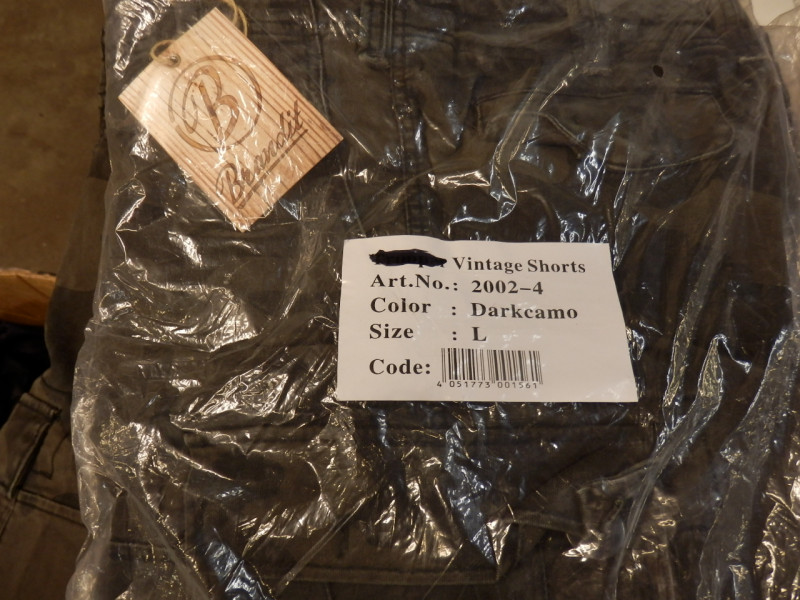 B
Brandit
Vintage Shorts
Art.No.: 2002-4
Color : Darkcamo
Size : L
Code:
4 051773 001561